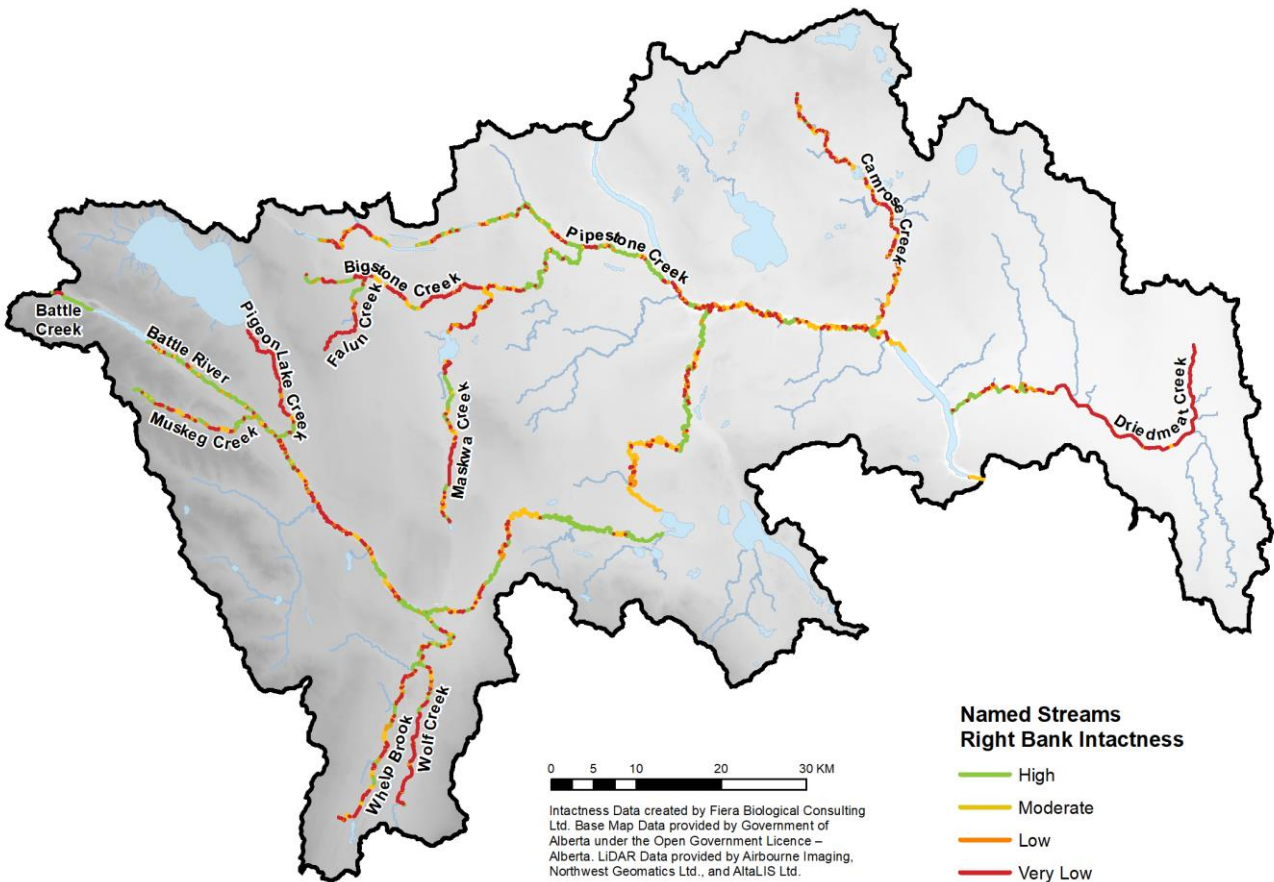 Camrose Creek
Pipestone Creek
Bigstone Creek
Falun
Creek
Battle
Creek
Battle River
Pigeon Lake Creek
Muskeg Creek
Maskwa Creek
Driedmeat Creek
Whelp Brook
Wolf Creek
0 5 10 20 30 KM
Intactness Data created by Fiera Biological Consulting
Ltd. Base Map Data provided by Government of
Alberta under the Open Government Licence –
Alberta. LiDAR Data provided by Airbourne Imaging,
Northwest Geomatics Ltd., and AltaLIS Ltd.
Named Streams
Right Bank Intactness
High
Moderate
Low
Very Low